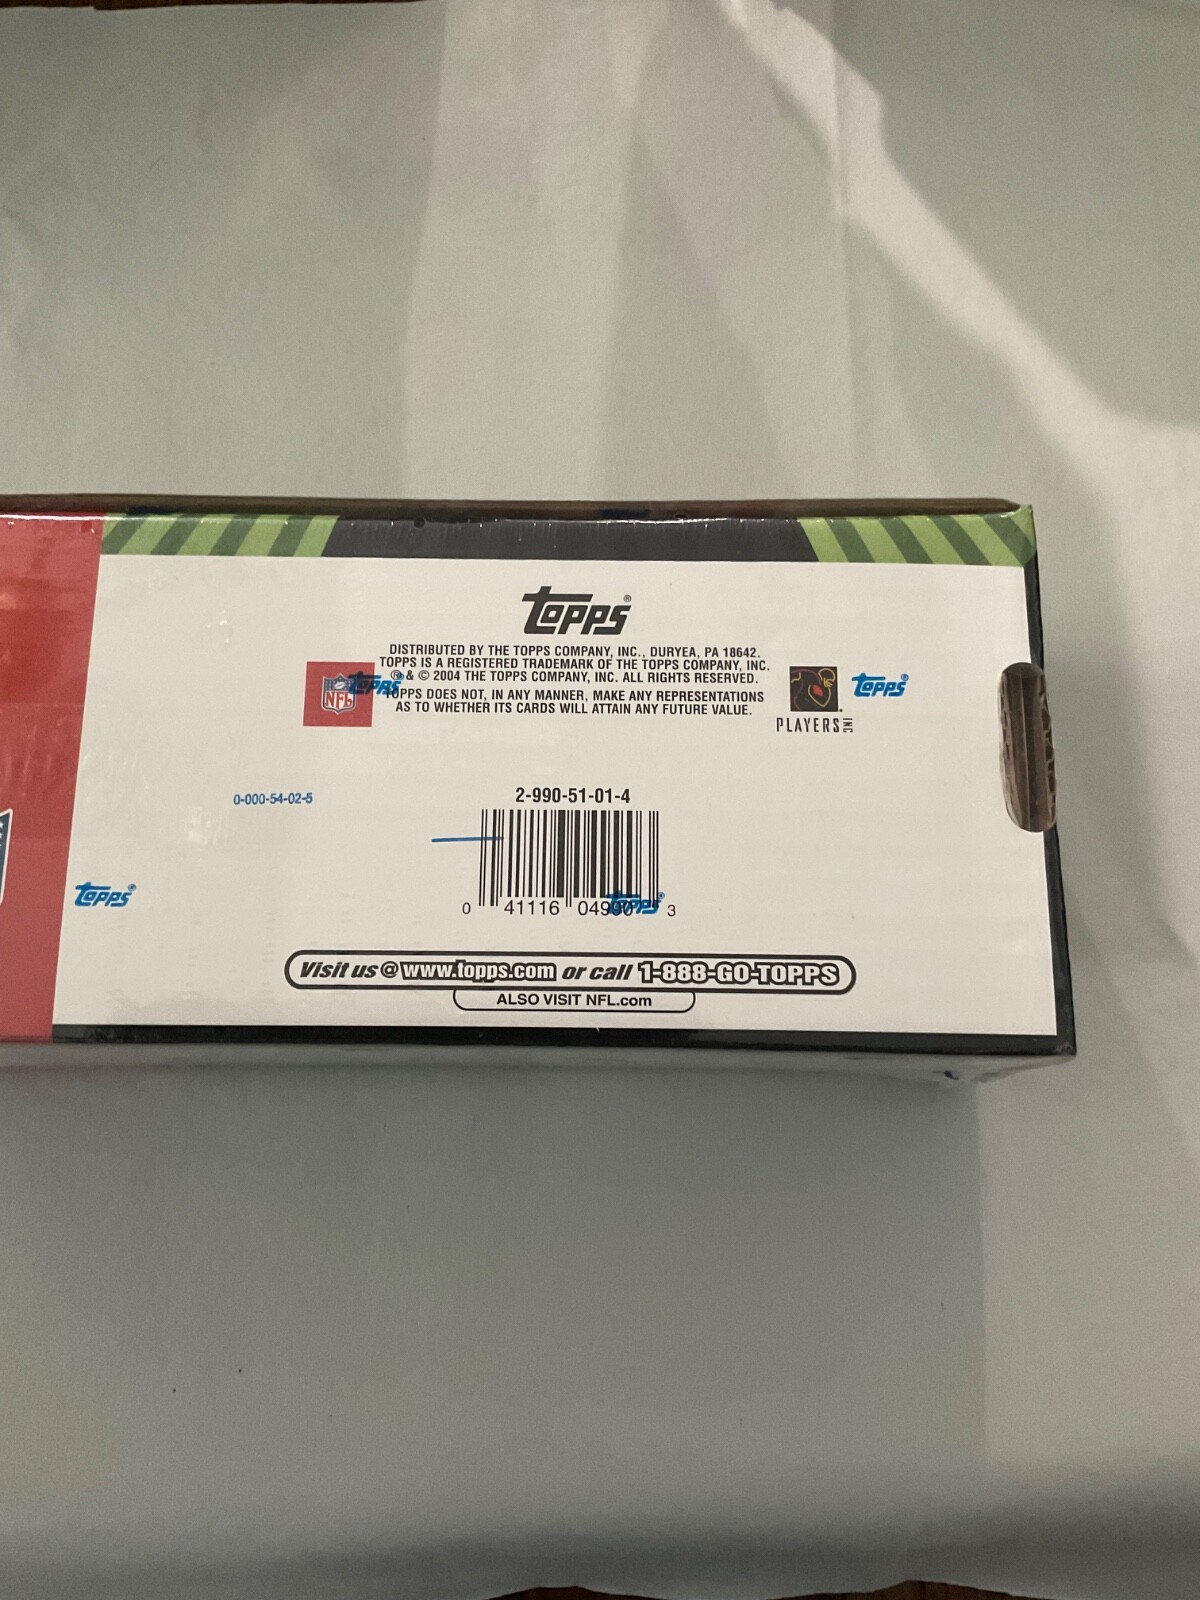 Topps®
DISTRIBUTED BY THE TOPPS COMPANY, INC., DURYEA, PA 18642.
TOPPS IS A REGISTERED TRADEMARK OF THE TOPPS COMPANY, INC.
® & © 2004 THE TOPPS COMPANY, INC. ALL RIGHTS RESERVED.
TOPPS DOES NOT, IN ANY MANNER, MAKE ANY REPRESENTATIONS
AS TO WHETHER ITS CARDS WILL ATTAIN ANY FUTURE VALUE.
NFL
Topps®
PLAYERS INC
Topps®
0-000-54-02-5
2-990-51-01-4
Topps®
0 41116 04990 3
Topps®
Visit us @ www.topps.com or call 1-888-GO-TOPPS
ALSO VISIT NFL.com